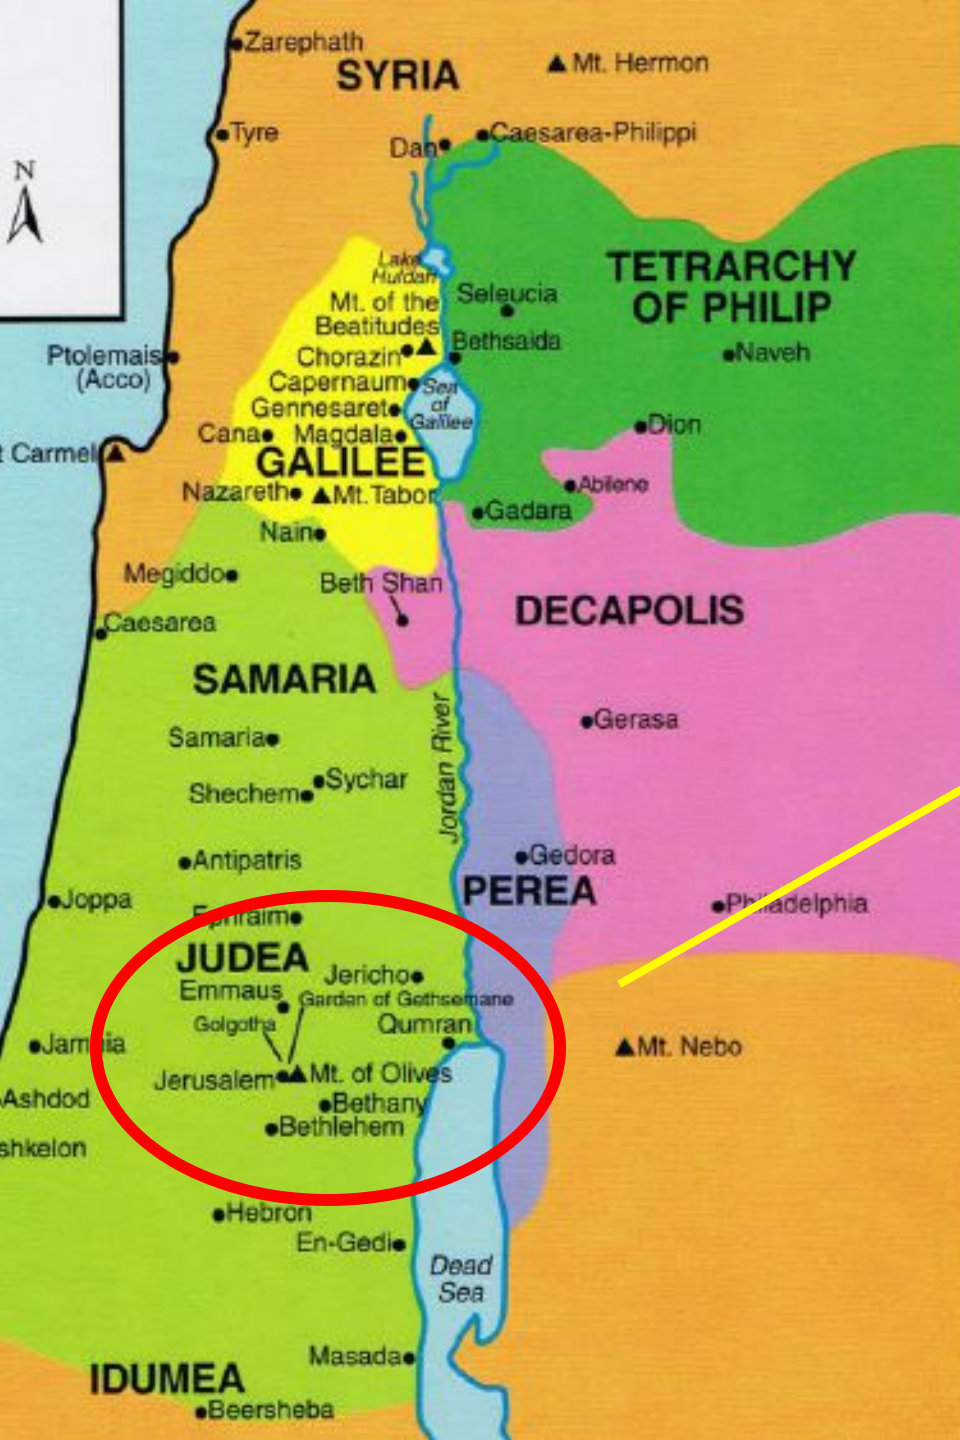 Zarephath
SYRIA
Mt. Hermon
N
Tyre
Caesarea-Philippi
Dan
Lake
Huldan
TETRARCHY
OF PHILIP
Mt. of the
Beatitudes
Seleucia
Bethsaida
Ptolemais
(Acco)
Chorazin
Naveh
Capernaum
Sea
of
Galilee
Gennesaret
Cana
Magdala
Dion
t Carmel
GALILEE
Nazareth
Mt. Tabor
Abilene
Gadara
Nain
Megiddo
Beth Shan
DECAPOLIS
Caesarea
SAMARIA
Jordan River
Gerasa
Samaria
Sychar
Shechem
Antipatris
Gedora
PEREA
Joppa
Philadelphia
Ephraim
JUDEA
Jericho
Emmaus
Garden of Gethsemane
Golgotha
Qumran
Jamnia
Mt. Nebo
Jerusalem
Mt. of Olives
Ashdod
Bethany
Bethlehem
shkelon
Hebron
En-Gedi
Dead
Sea
Masada
IDUMEA
Beersheba